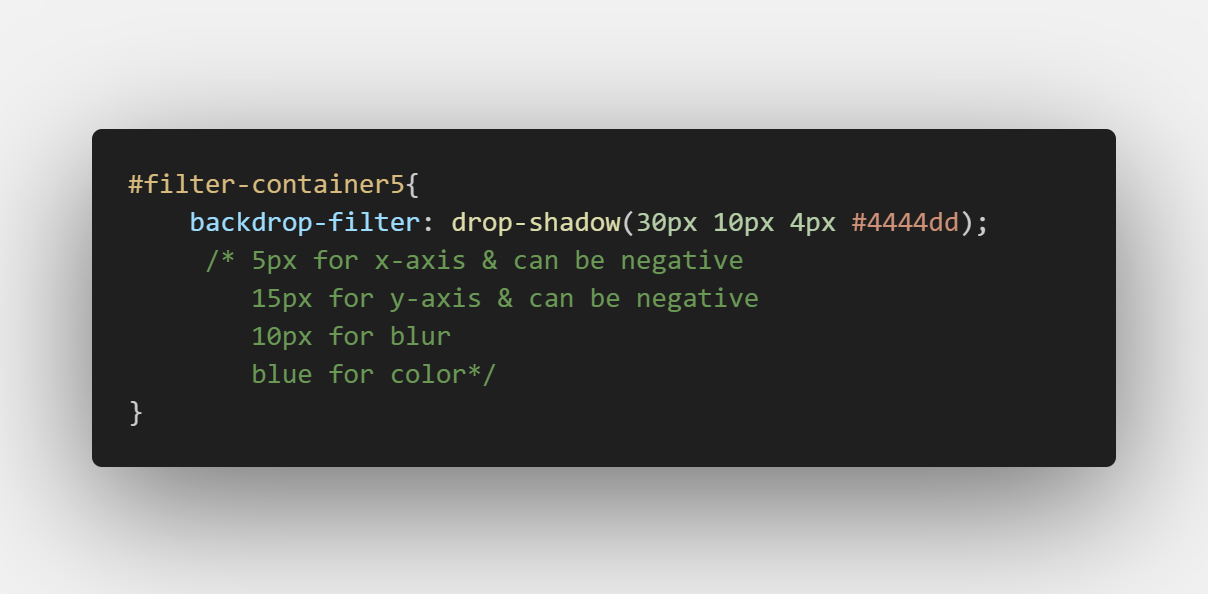 #filter-container5{
    backdrop-filter: drop-shadow(30px 10px 4px #4444dd);
     /* 5px for x-axis & can be negative
        15px for y-axis & can be negative
        10px for blur
        blue for color*/
}